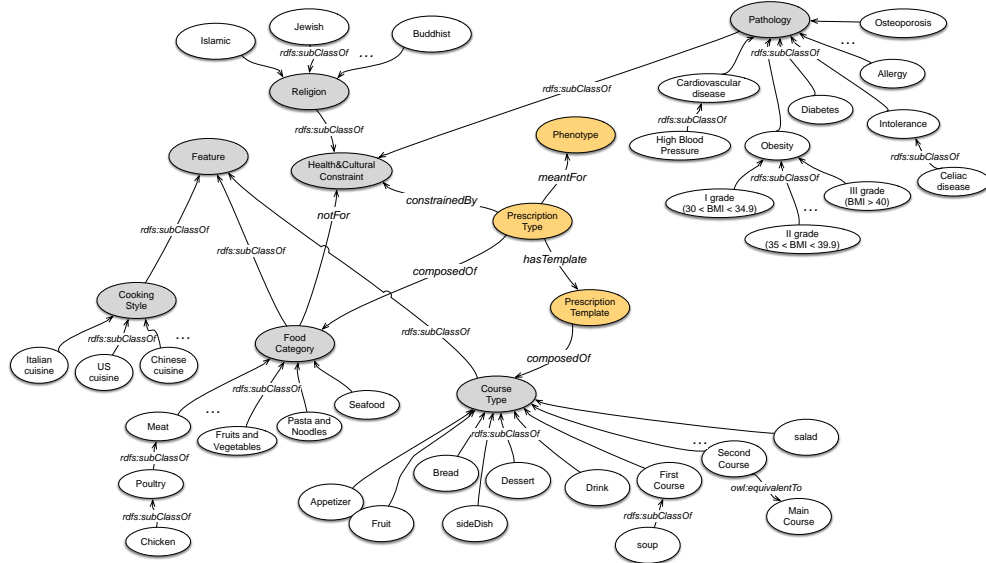 Jewish
Islamic
Buddhist
rdfs:subClassOf
...
Religion
rdfs:subClassOf
Pathology
Osteoporosis
rdfs:subClassOf
...
Allergy
Cardiovascular
disease
Diabetes
Intolerance
rdfs:subClassOf
rdfs:subClassOf
High Blood
Pressure
Obesity
rdfs:subClassOf
rdfs:subClassOf
Celiac
disease
I grade
(30 < BMI < 34.9)
III grade
(BMI > 40)
...
II grade
(35 < BMI < 39.9)
Phenotype
Feature
Health&Cultural
Constraint
meantFor
constrainedBy
notFor
Prescription
Type
rdfs:subClassOf
rdfs:subClassOf
composedOf
hasTemplate
Prescription
Template
Cooking
Style
rdfs:subClassOf
...
Italian
cuisine
US
cuisine
Chinese
cuisine
Food
Category
rdfs:subClassOf
composedOf
rdfs:subClassOf
Course
Type
Seafood
...
Meat
Fruits and
Vegetables
Pasta and
Noodles
rdfs:subClassOf
Poultry
rdfs:subClassOf
Chicken
rdfs:subClassOf
salad
...
Second
Course
Bread
Dessert
Drink
First
Course
owl:equivalentTo
Appetizer
Fruit
sideDish
rdfs:subClassOf
Main
Course
soup